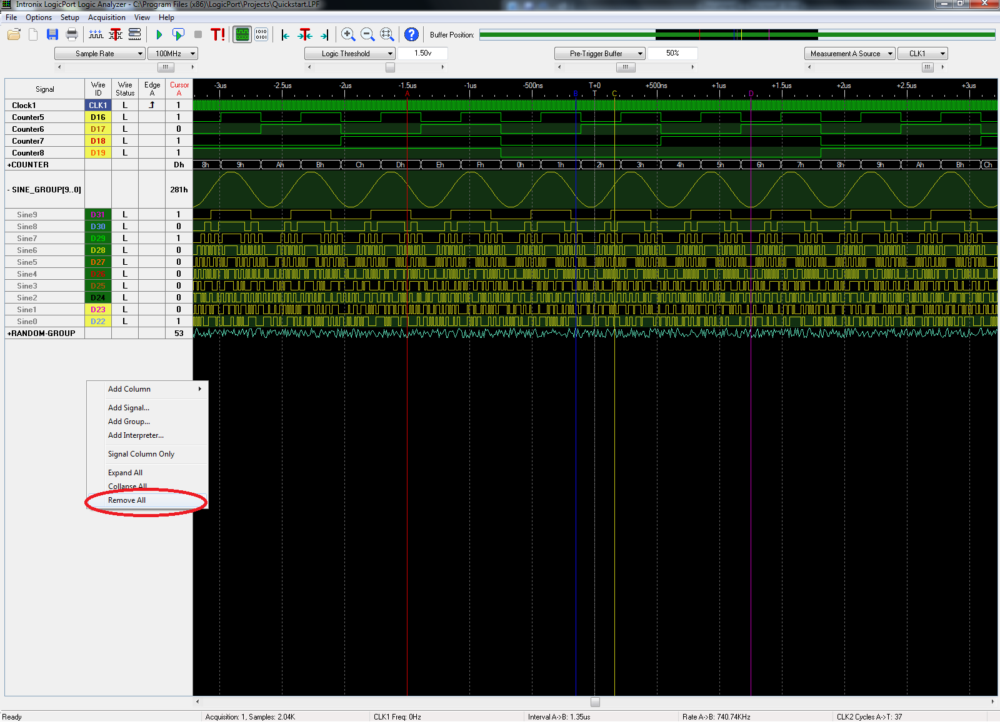 Intronix LogicPort Logic Analyzer - C:\Program Files (x86)\LogicPort\Projects\Quickstart.LPF
File Options Setup Acquisition View Help
T! 1010 0101 ? Buffer Position:
Sample Rate 100MHz Logic Threshold 1.50v Pre-Trigger Buffer 50% Measurement A Source CLK1
Signal Wire ID Wire Status Edge A Cursor A
-3us -2.5us -2us -1.5us -1us -500ns T+0 +500ns +1us +1.5us +2us +2.5us +3us
A B T C D
Clock1 CLK1 L 1
Counter5 D16 L 1
Counter6 D17 L 0
Counter7 D18 L 1
Counter8 D19 L 1
+COUNTER Dh 8h 9h Ah Bh Ch Dh Eh Fh 0h 1h 2h 3h 4h 5h 6h 7h 8h 9h Ah Bh Ch
- SINE_GROUP[9..0] 281h
Sine9 D31 L 1
Sine8 D30 L 0
Sine7 D29 L 1
Sine6 D28 L 0
Sine5 D27 L 0
Sine4 D26 L 0
Sine3 D25 L 0
Sine2 D24 L 0
Sine1 D23 L 0
Sine0 D22 L 1
+RANDOM-GROUP 53
Add Column
Add Signal...
Add Group...
Add Interpreter...
Signal Column Only
Expand All
Collapse All
Remove All
Ready Acquisition: 1, Samples: 2.04K CLK1 Freq: 0Hz Interval A->B: 1.35us Rate A->B: 740.74KHz CLK2 Cycles A->T: 37